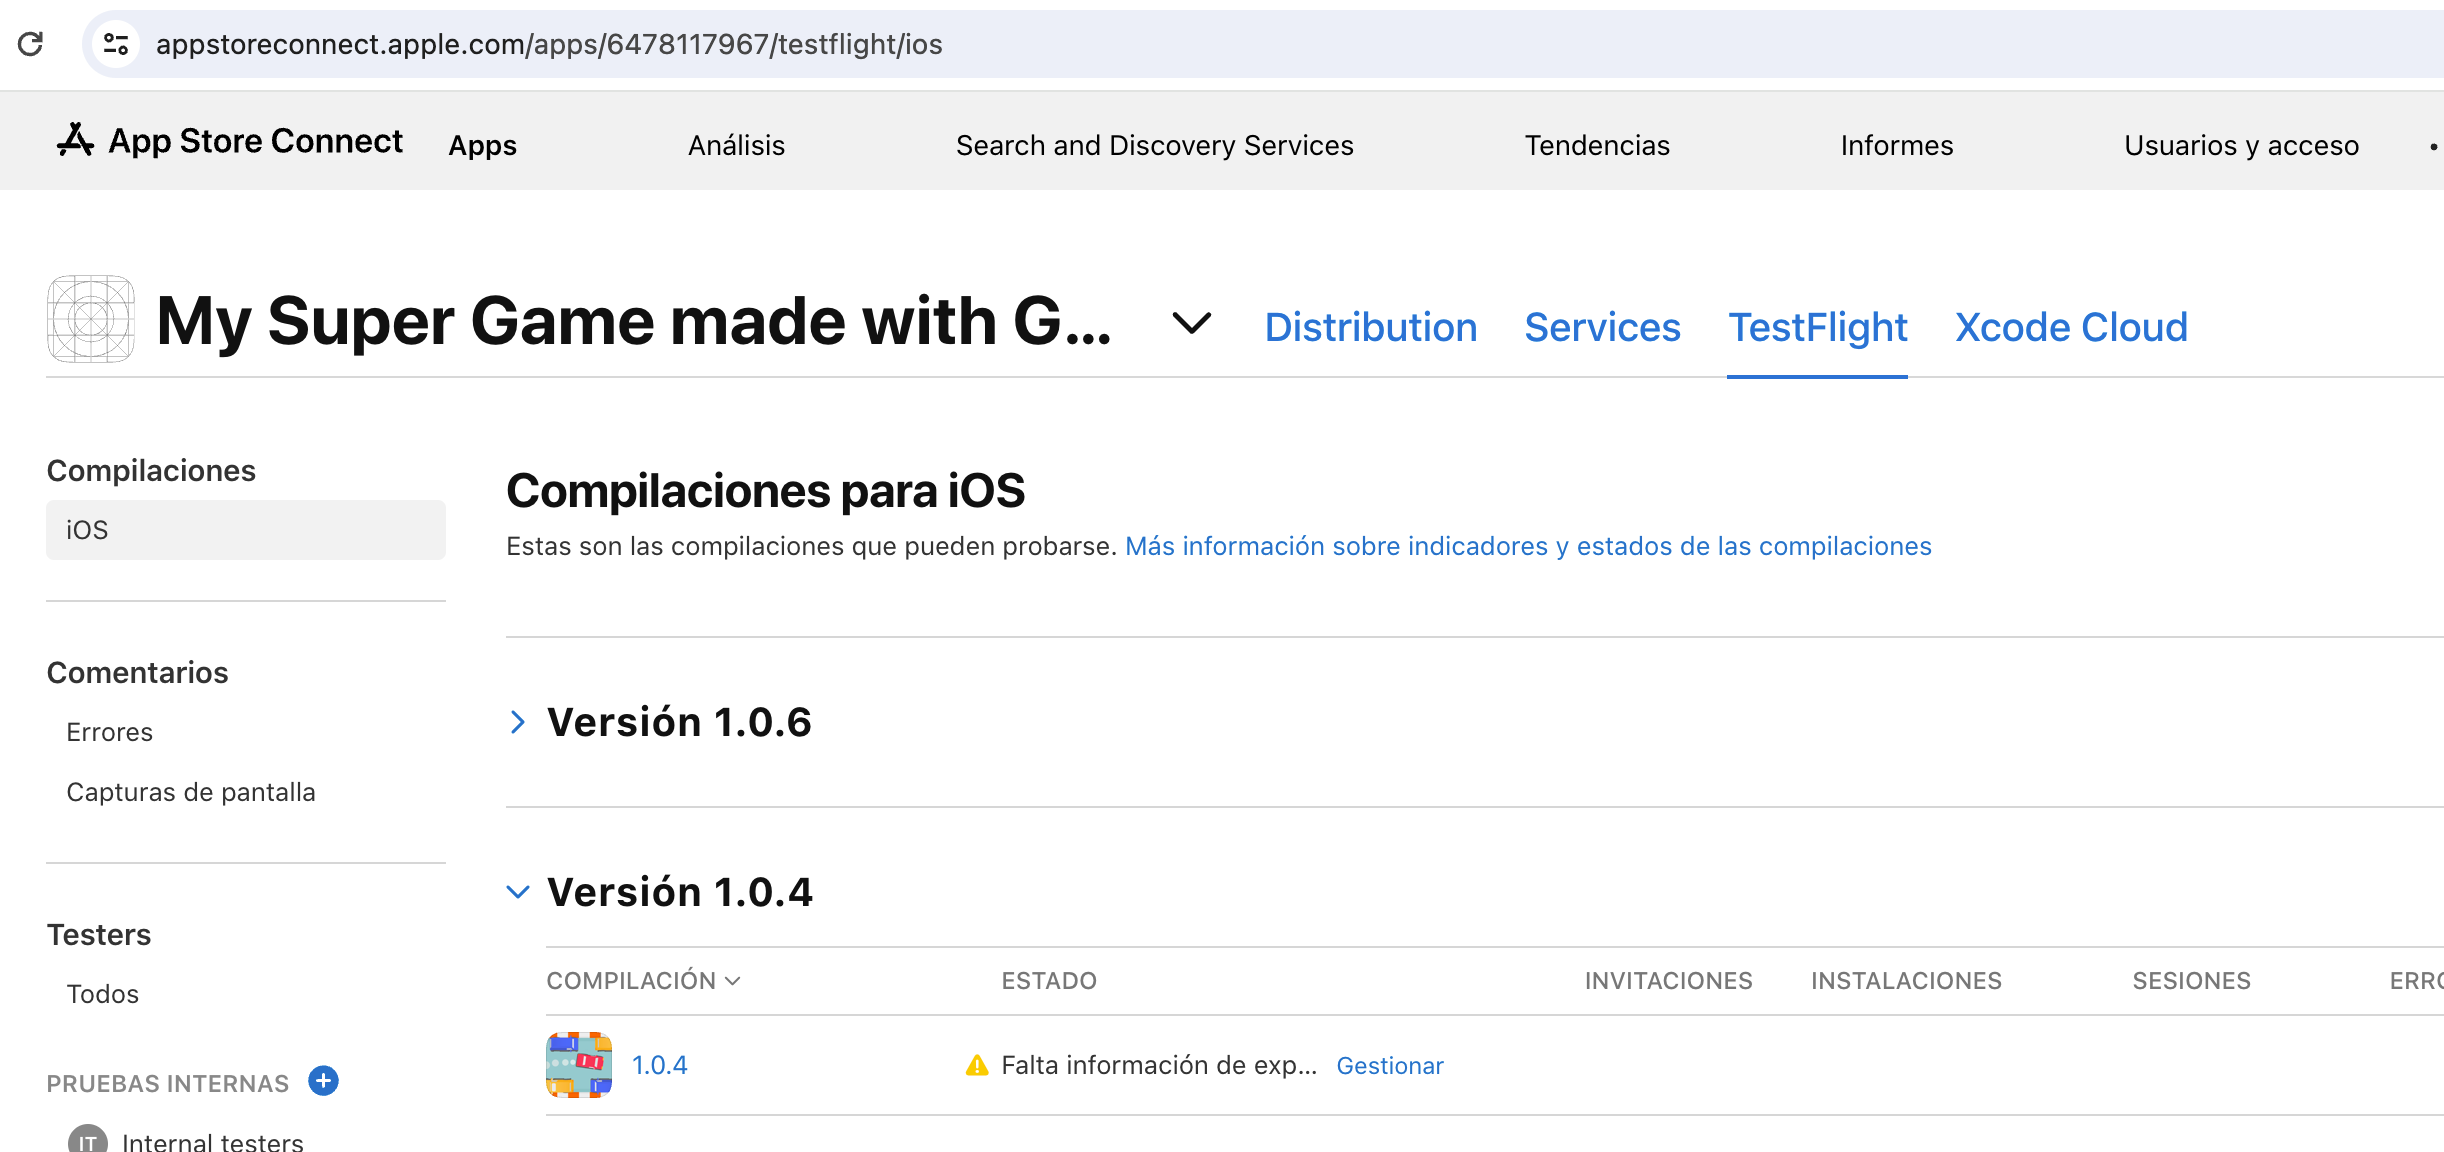 appstoreconnect.apple.com/apps/6478117967/testflight/ios
App Store Connect Apps Análisis Search and Discovery Services Tendencias Informes Usuarios y acceso
My Super Game made with G... Distribution Services TestFlight Xcode Cloud
Compilaciones
iOS
Comentarios
Errores
Capturas de pantalla
Testers
Todos
PRUEBAS INTERNAS
IT Internal testers
Compilaciones para iOS
Estas son las compilaciones que pueden probarse. Más información sobre indicadores y estados de las compilaciones
Versión 1.0.6
Versión 1.0.4
COMPILACIÓN ESTADO INVITACIONES INSTALACIONES SESIONES ERRO
1.0.4 Falta información de exp... Gestionar